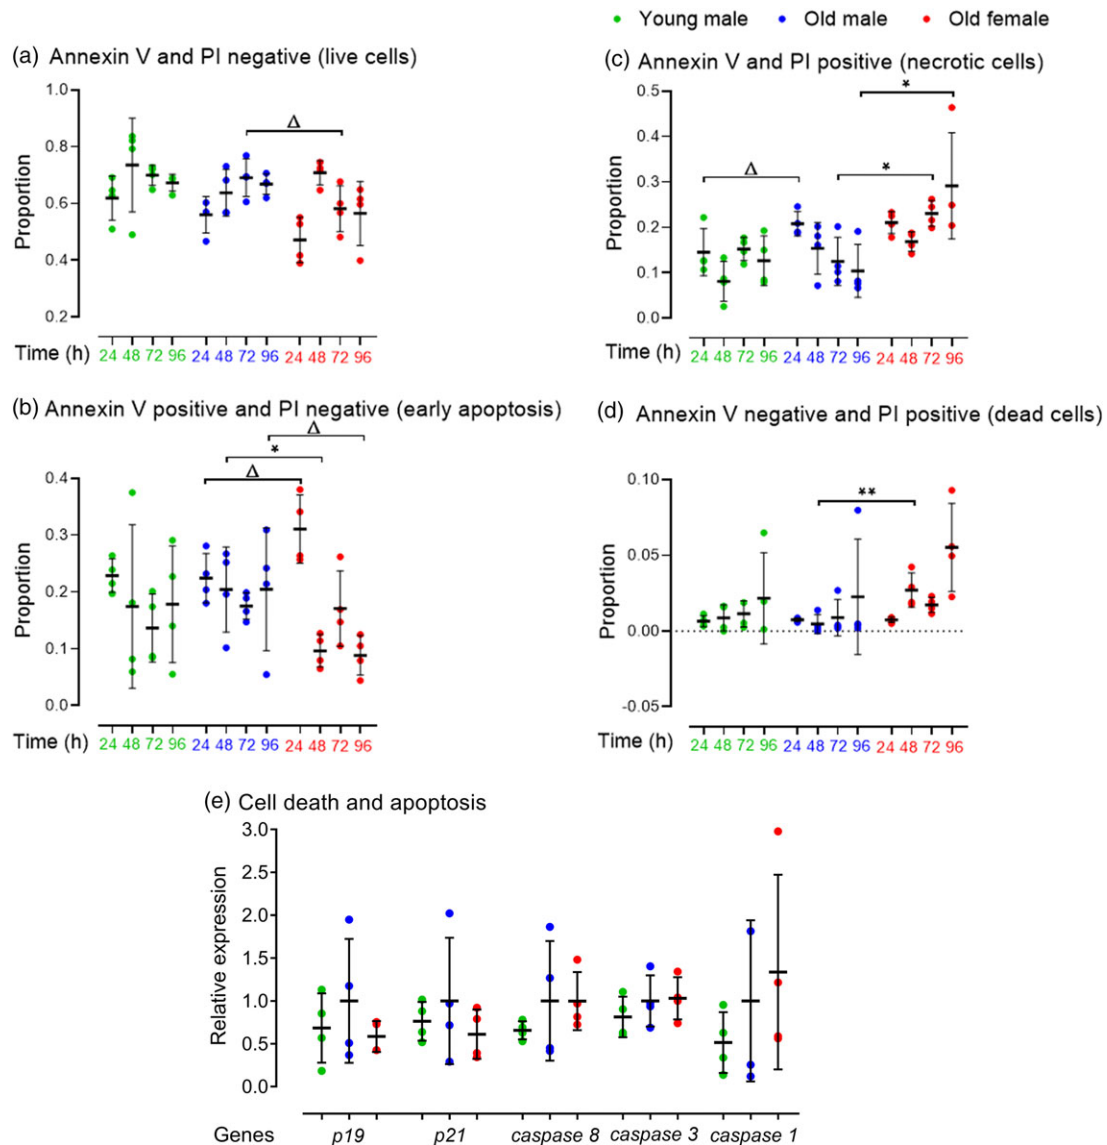 Young male Old male Old female
(a) Annexin V and PI negative (live cells)
Proportion
1.0
0.8
0.6
0.4
0.2
Δ
Time (h) 24 48 72 96 24 48 72 96 24 48 72 96
(c) Annexin V and PI positive (necrotic cells)
Proportion
0.5
0.4
0.3
0.2
0.1
0.0
*
Δ *
24 48 72 96 24 48 72 96 24 48 72 96
(b) Annexin V positive and PI negative (early apoptosis)
Proportion
0.4
0.3
0.2
0.1
0.0
Δ
*
Δ
Time (h) 24 48 72 96 24 48 72 96 24 48 72 96
(d) Annexin V negative and PI positive (dead cells)
Proportion
0.10
0.05
0.00
-0.05
**
24 48 72 96 24 48 72 96 24 48 72 96
(e) Cell death and apoptosis
Relative expression
3.0
2.5
2.0
1.5
1.0
0.5
0.0
Genes p19 p21 caspase 8 caspase 3 caspase 1